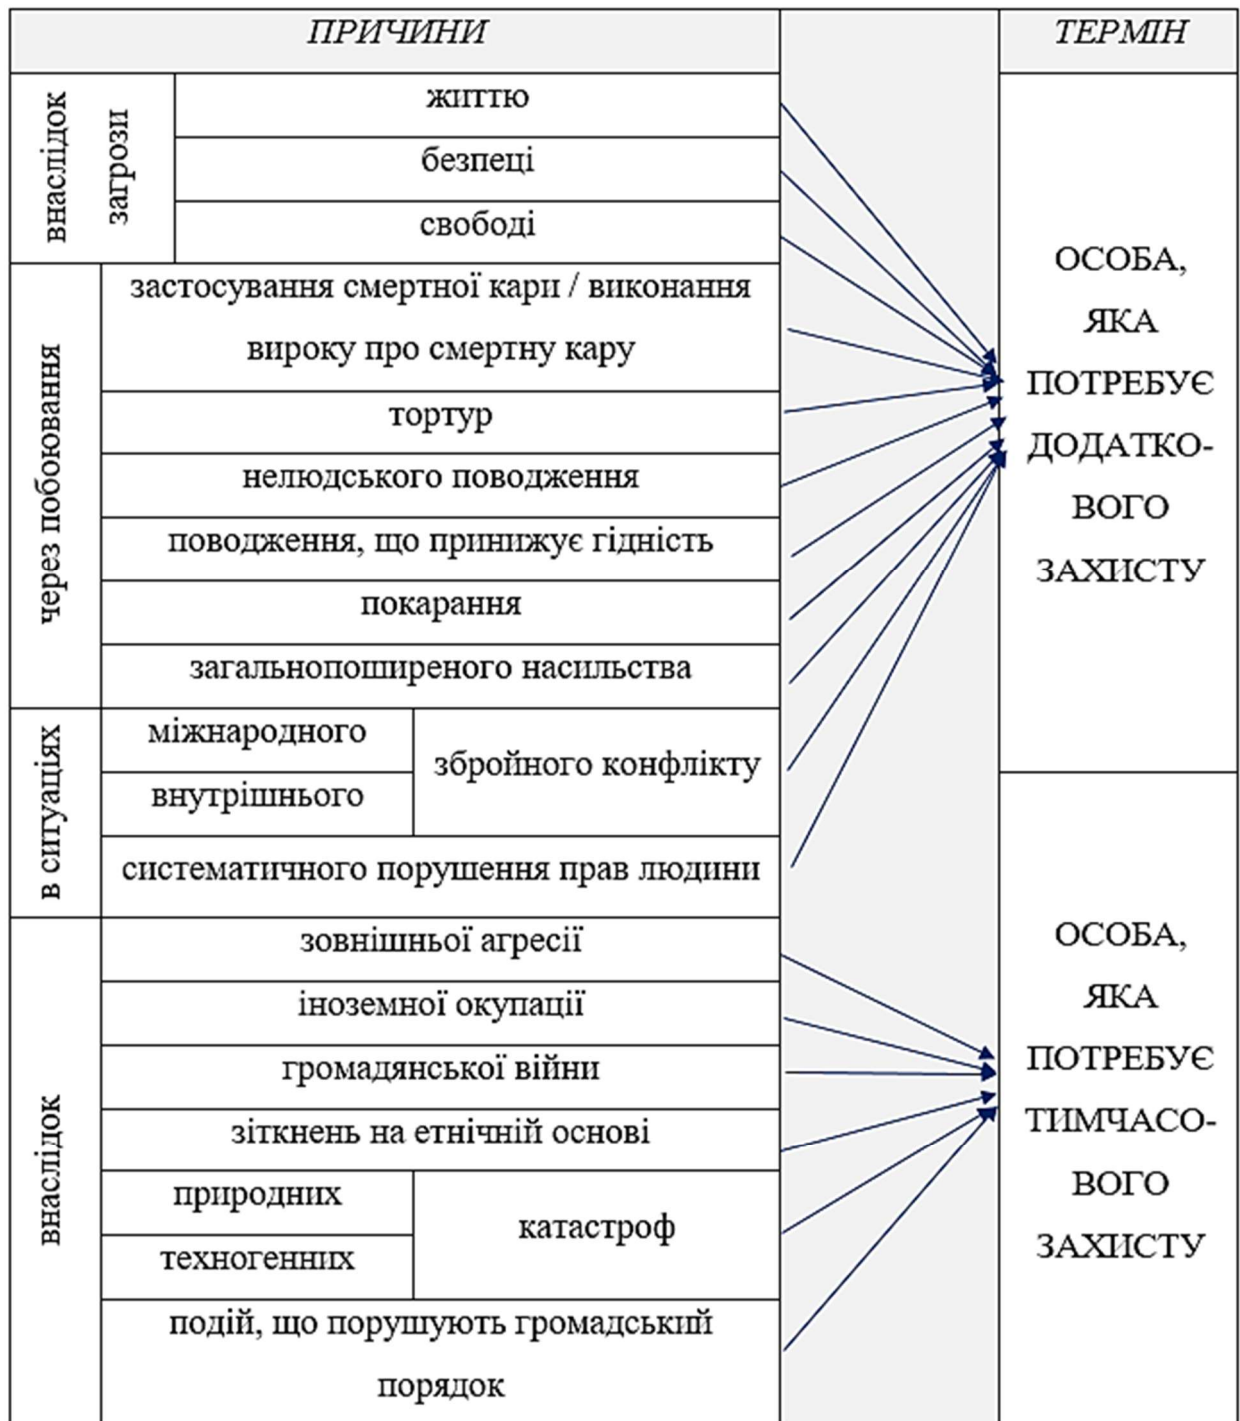 ПРИЧИНИ
ТЕРМІН
внаслідок
загрози
життю
безпеці
свободі
через побоювання
застосування смертної кари / виконання
вироку про смертну кару
тортур
нелюдського поводження
поводження, що принижує гідність
покарання
загальнопоширеного насильства
в ситуаціях
міжнародного
внутрішнього
збройного конфлікту
систематичного порушення прав людини
ОСОБА,
ЯКА
ПОТРЕБУЄ
ДОДАТКО-
ВОГО
ЗАХИСТУ
внаслідок
зовнішньої агресії
іноземної окупації
громадянської війни
зіткнень на етнічній основі
природних
техногенних
катастроф
подій, що порушують громадський
порядок
ОСОБА,
ЯКА
ПОТРЕБУЄ
ТИМЧАСО-
ВОГО
ЗАХИСТУ